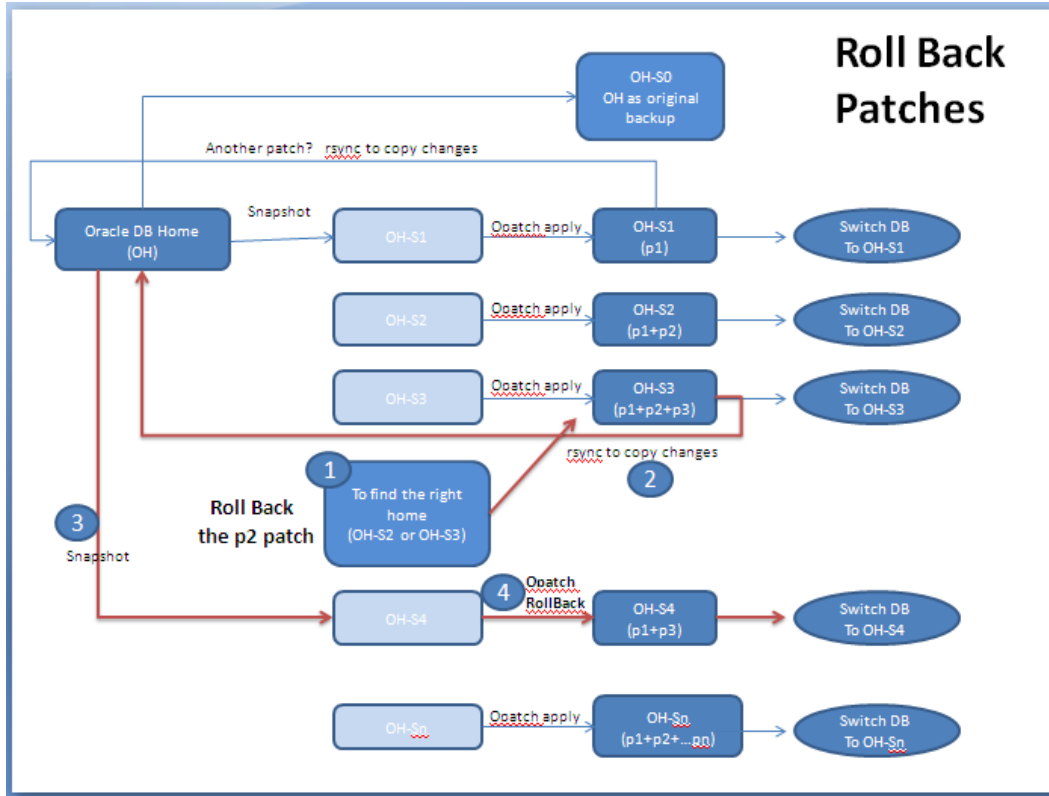 Roll Back
Patches
OH-S0
OH as original
backup
Another patch?   rsync to copy changes
Snapshot
Oracle DB Home
(OH)
OH-S1
Opatch apply
OH-S1
(p1)
Switch DB
To OH-S1
OH-S2
Opatch apply
OH-S2
(p1+p2)
Switch DB
To OH-S2
OH-S3
Opatch apply
OH-S3
(p1+p2+p3)
Switch DB
To OH-S3
rsync to copy changes
2
1
To find the right
home
(OH-S2 or OH-S3)
Roll Back
the p2 patch
3
Snapshot
OH-S4
4
Opatch
RollBack
OH-S4
(p1+p3)
Switch DB
To OH-S4
OH-Sn
Opatch apply
OH-Sn
(p1+p2+...pn)
Switch DB
To OH-Sn